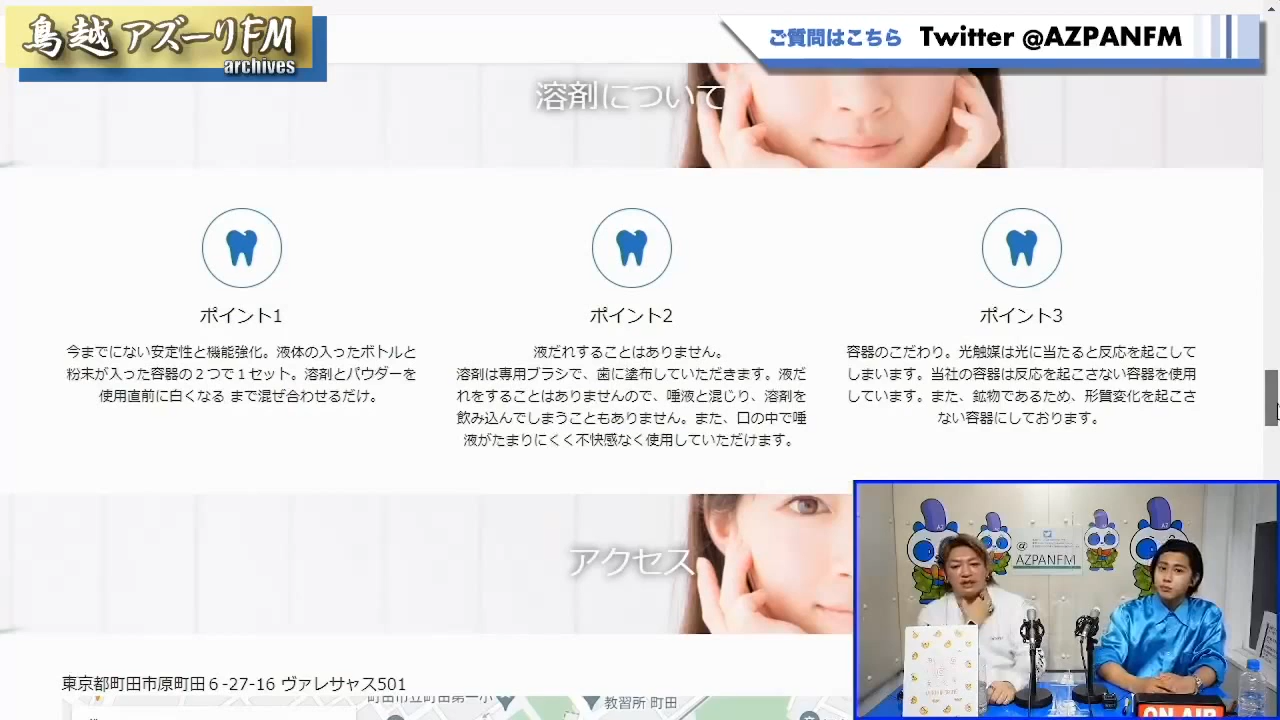 鳥越 アズーリFM
archives
ご質問はこちら Twitter @AZPANFM
溶剤について
ポイント1
今までにない安定性と機能強化。液体の入ったボトルと
粉末が入った容器の２つで１セット。溶剤とパウダーを
使用直前に白くなる まで混ぜ合わせるだけ。
ポイント2
液だれすることはありません。
溶剤は専用ブラシで、歯に塗布していただきます。液だ
れをすることはありませんので、唾液と混じり、溶剤を
飲み込んでしまうこともありません。また、口の中で唾
液がたまりにくく不快感なく使用していただけます。
ポイント3
容器のこだわり。光触媒は光に当たると反応を起こして
しまいます。当社の容器は反応を起こさない容器を使用
しています。また、鉱物であるため、形質変化を起こさ
ない容器にしております。
アクセス
東京都町田市原町田６-27-16 ヴァレサャス501
町田市立町田第一小
教習所 町田
@
AZPANFM
ON AIR